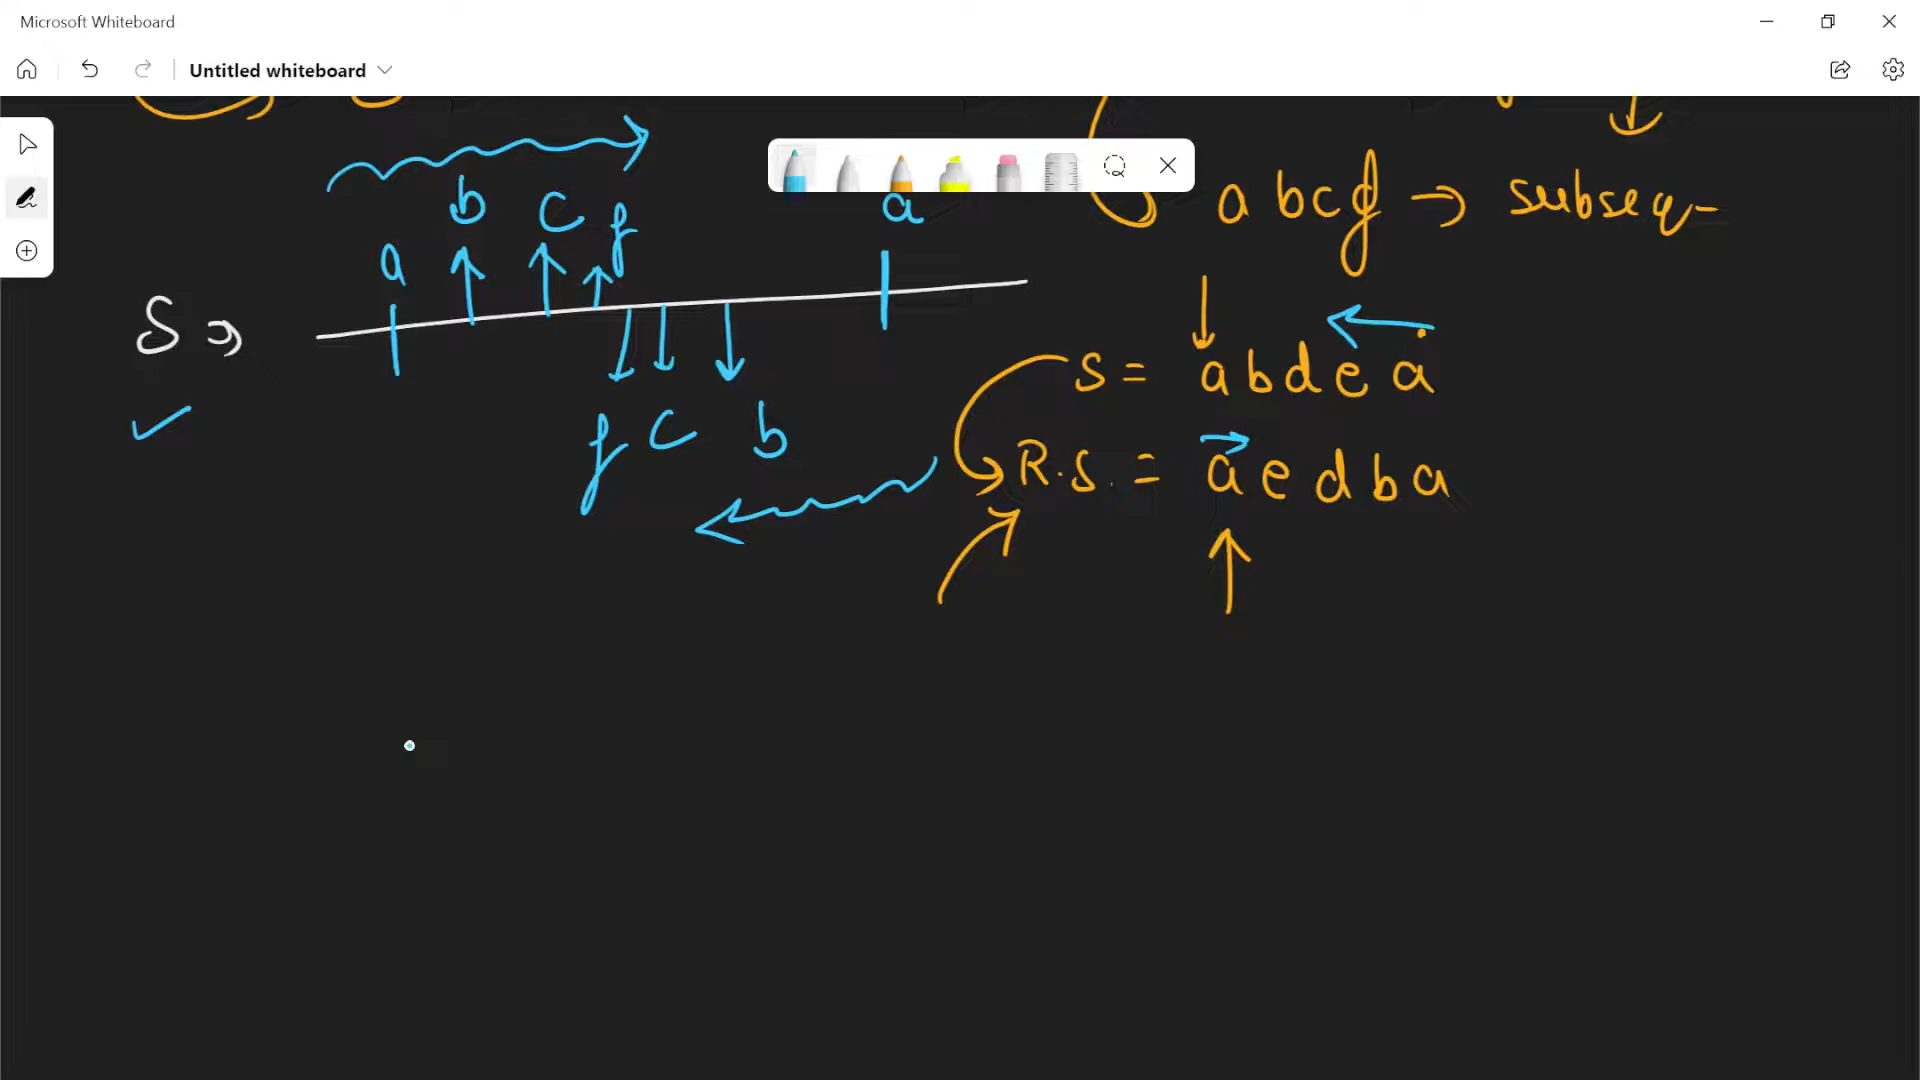 Microsoft Whiteboard
Untitled whiteboard
a b c f a
S ⇒
f c b
a b c f → subseq-
S = a b d e a
R.S. = a e d b a